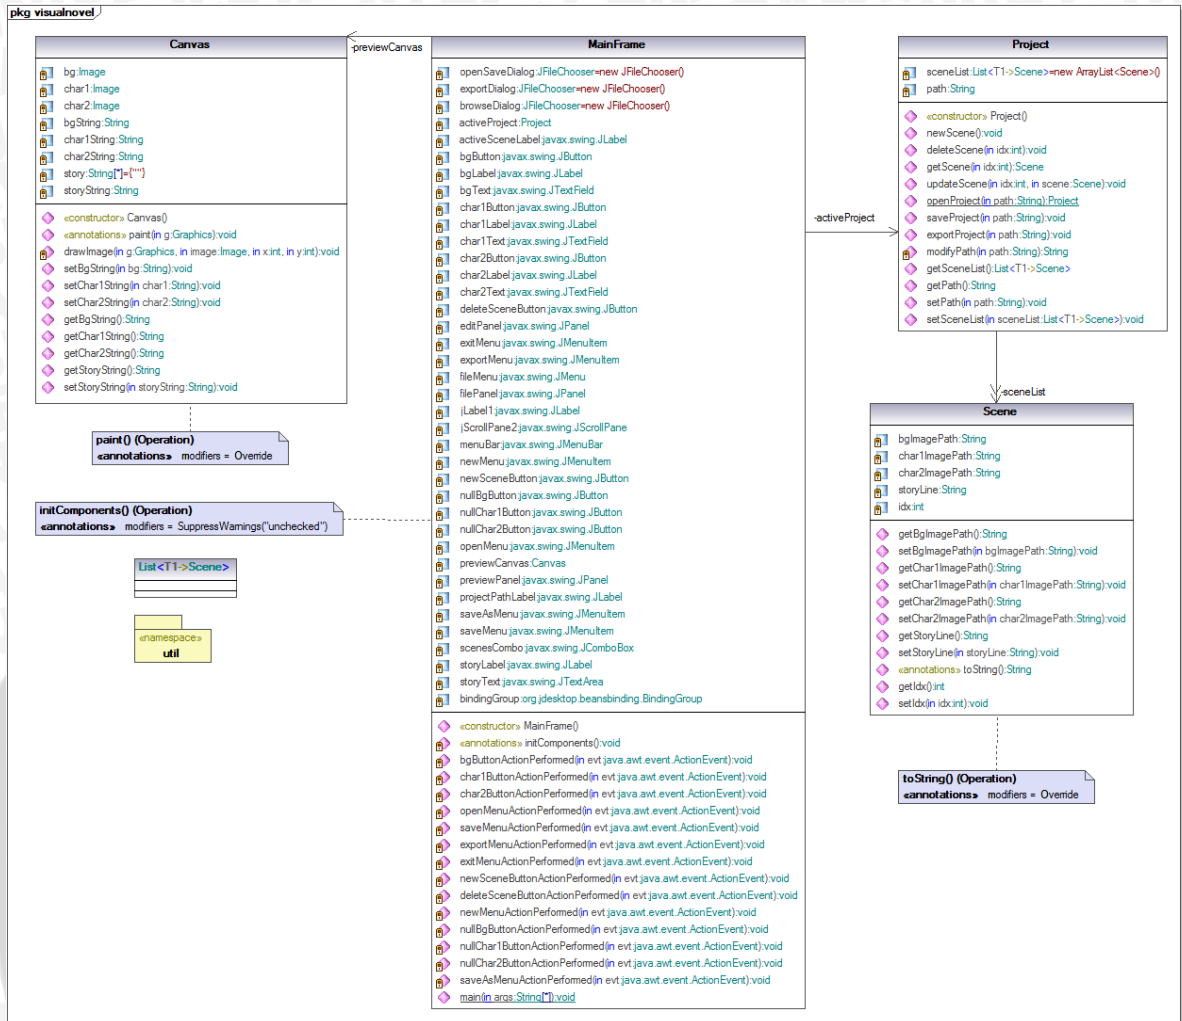 pkg visualnovel
Canvas
bg:Image
char1:Image
char2:Image
bgString:String
char1String:String
char2String:String
story:String[*]={""}
storyString:String
«constructor» Canvas()
«annotations» paint(in g:Graphics):void
drawImage(in g:Graphics, in image:Image, in x:int, in y:int):void
setBgString(in bg:String):void
setChar1String(in char1:String):void
setChar2String(in char2:String):void
getBgString():String
getChar1String():String
getChar2String():String
getStoryString():String
setStoryString(in storyString:String):void
paint() (Operation)
«annotations» modifiers = Override
initComponents() (Operation)
«annotations» modifiers = SuppressWarnings("unchecked")
List<T1->Scene>
«namespace»
util
-previewCanvas
MainFrame
openSaveDialog:JFileChooser=new JFileChooser()
exportDialog:JFileChooser=new JFileChooser()
browseDialog:JFileChooser=new JFileChooser()
activeProject:Project
activeSceneLabel:javax.swing.JLabel
bgButton:javax.swing.JButton
bgLabel:javax.swing.JLabel
bgText:javax.swing.JTextField
char1Button:javax.swing.JButton
char1Label:javax.swing.JLabel
char1Text:javax.swing.JTextField
char2Button:javax.swing.JButton
char2Label:javax.swing.JLabel
char2Text:javax.swing.JTextField
deleteSceneButton:javax.swing.JButton
editPanel:javax.swing.JPanel
exitMenu:javax.swing.JMenuItem
exportMenu:javax.swing.JMenuItem
fileMenu:javax.swing.JMenu
filePanel:javax.swing.JPanel
jLabel1:javax.swing.JLabel
jScrollPane2:javax.swing.JScrollPane
menuBar:javax.swing.JMenuBar
newMenu:javax.swing.JMenuItem
newSceneButton:javax.swing.JButton
nullBgButton:javax.swing.JButton
nullChar1Button:javax.swing.JButton
nullChar2Button:javax.swing.JButton
openMenu:javax.swing.JMenuItem
previewCanvas:Canvas
previewPanel:javax.swing.JPanel
projectPathLabel:javax.swing.JLabel
saveAsMenu:javax.swing.JMenuItem
saveMenu:javax.swing.JMenuItem
scenesCombo:javax.swing.JComboBox
storyLabel:javax.swing.JLabel
storyText:javax.swing.JTextArea
bindingGroup:org.jdesktop.beansbinding.BindingGroup
«constructor» MainFrame()
«annotations» initComponents():void
bgButtonActionPerformed(in evt:java.awt.event.ActionEvent):void
char1ButtonActionPerformed(in evt:java.awt.event.ActionEvent):void
char2ButtonActionPerformed(in evt:java.awt.event.ActionEvent):void
openMenuActionPerformed(in evt:java.awt.event.ActionEvent):void
saveMenuActionPerformed(in evt:java.awt.event.ActionEvent):void
exportMenuActionPerformed(in evt:java.awt.event.ActionEvent):void
exitMenuActionPerformed(in evt:java.awt.event.ActionEvent):void
newSceneButtonActionPerformed(in evt:java.awt.event.ActionEvent):void
deleteSceneButtonActionPerformed(in evt:java.awt.event.ActionEvent):void
newMenuActionPerformed(in evt:java.awt.event.ActionEvent):void
nullBgButtonActionPerformed(in evt:java.awt.event.ActionEvent):void
nullChar1ButtonActionPerformed(in evt:java.awt.event.ActionEvent):void
nullChar2ButtonActionPerformed(in evt:java.awt.event.ActionEvent):void
saveAsMenuActionPerformed(in evt:java.awt.event.ActionEvent):void
main(in args:String[*]):void
-activeProject
Project
sceneList:List<T1->Scene>=new ArrayList<Scene>()
path:String
«constructor» Project()
newScene():void
deleteScene(in idx:int):void
getScene(in idx:int):Scene
updateScene(in idx:int, in scene:Scene):void
openProject(in path:String):Project
saveProject(in path:String):void
exportProject(in path:String):void
modifyPath(in path:String):String
getSceneList():List<T1->Scene>
getPath():String
setPath(in path:String):void
setSceneList(in sceneList:List<T1->Scene>):void
-sceneList
Scene
bgImagePath:String
char1ImagePath:String
char2ImagePath:String
storyLine:String
idx:int
getBgImagePath():String
setBgImagePath(in bgImagePath:String):void
getChar1ImagePath():String
setChar1ImagePath(in char1ImagePath:String):void
getChar2ImagePath():String
setChar2ImagePath(in char2ImagePath:String):void
getStoryLine():String
setStoryLine(in storyLine:String):void
«annotations» toString():String
getIdx():int
setIdx(in idx:int):void
toString() (Operation)
«annotations» modifiers = Override